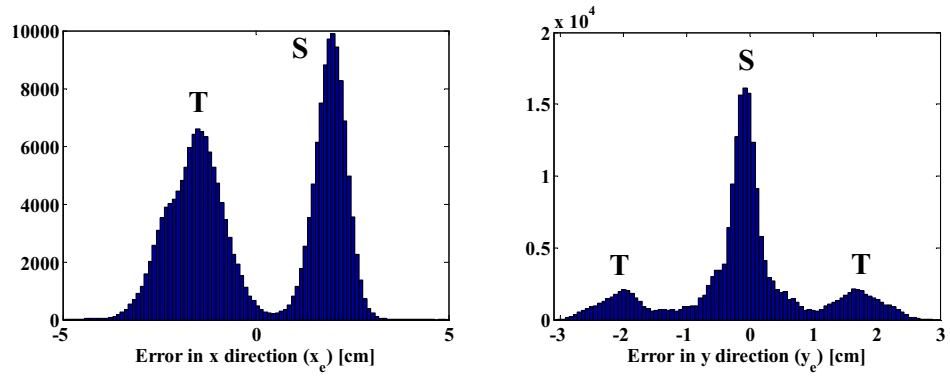 10000
8000
6000
4000
2000
0
-5
0
5
T
S
Error in x direction (x_e) [cm]
x 10^4
2
1.5
1
0.5
0
-3
-2
-1
0
1
2
3
S
T
T
Error in y direction (y_e) [cm]